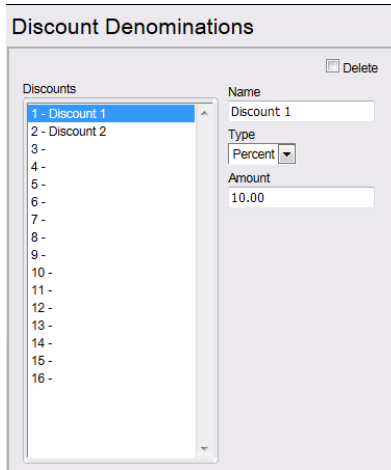 Discount Denominations
Delete
Discounts
1 - Discount 1
2 - Discount 2
3 -
4 -
5 -
6 -
7 -
8 -
9 -
10 -
11 -
12 -
13 -
14 -
15 -
16 -
Name
Discount 1
Type
Percent
Amount
10.00